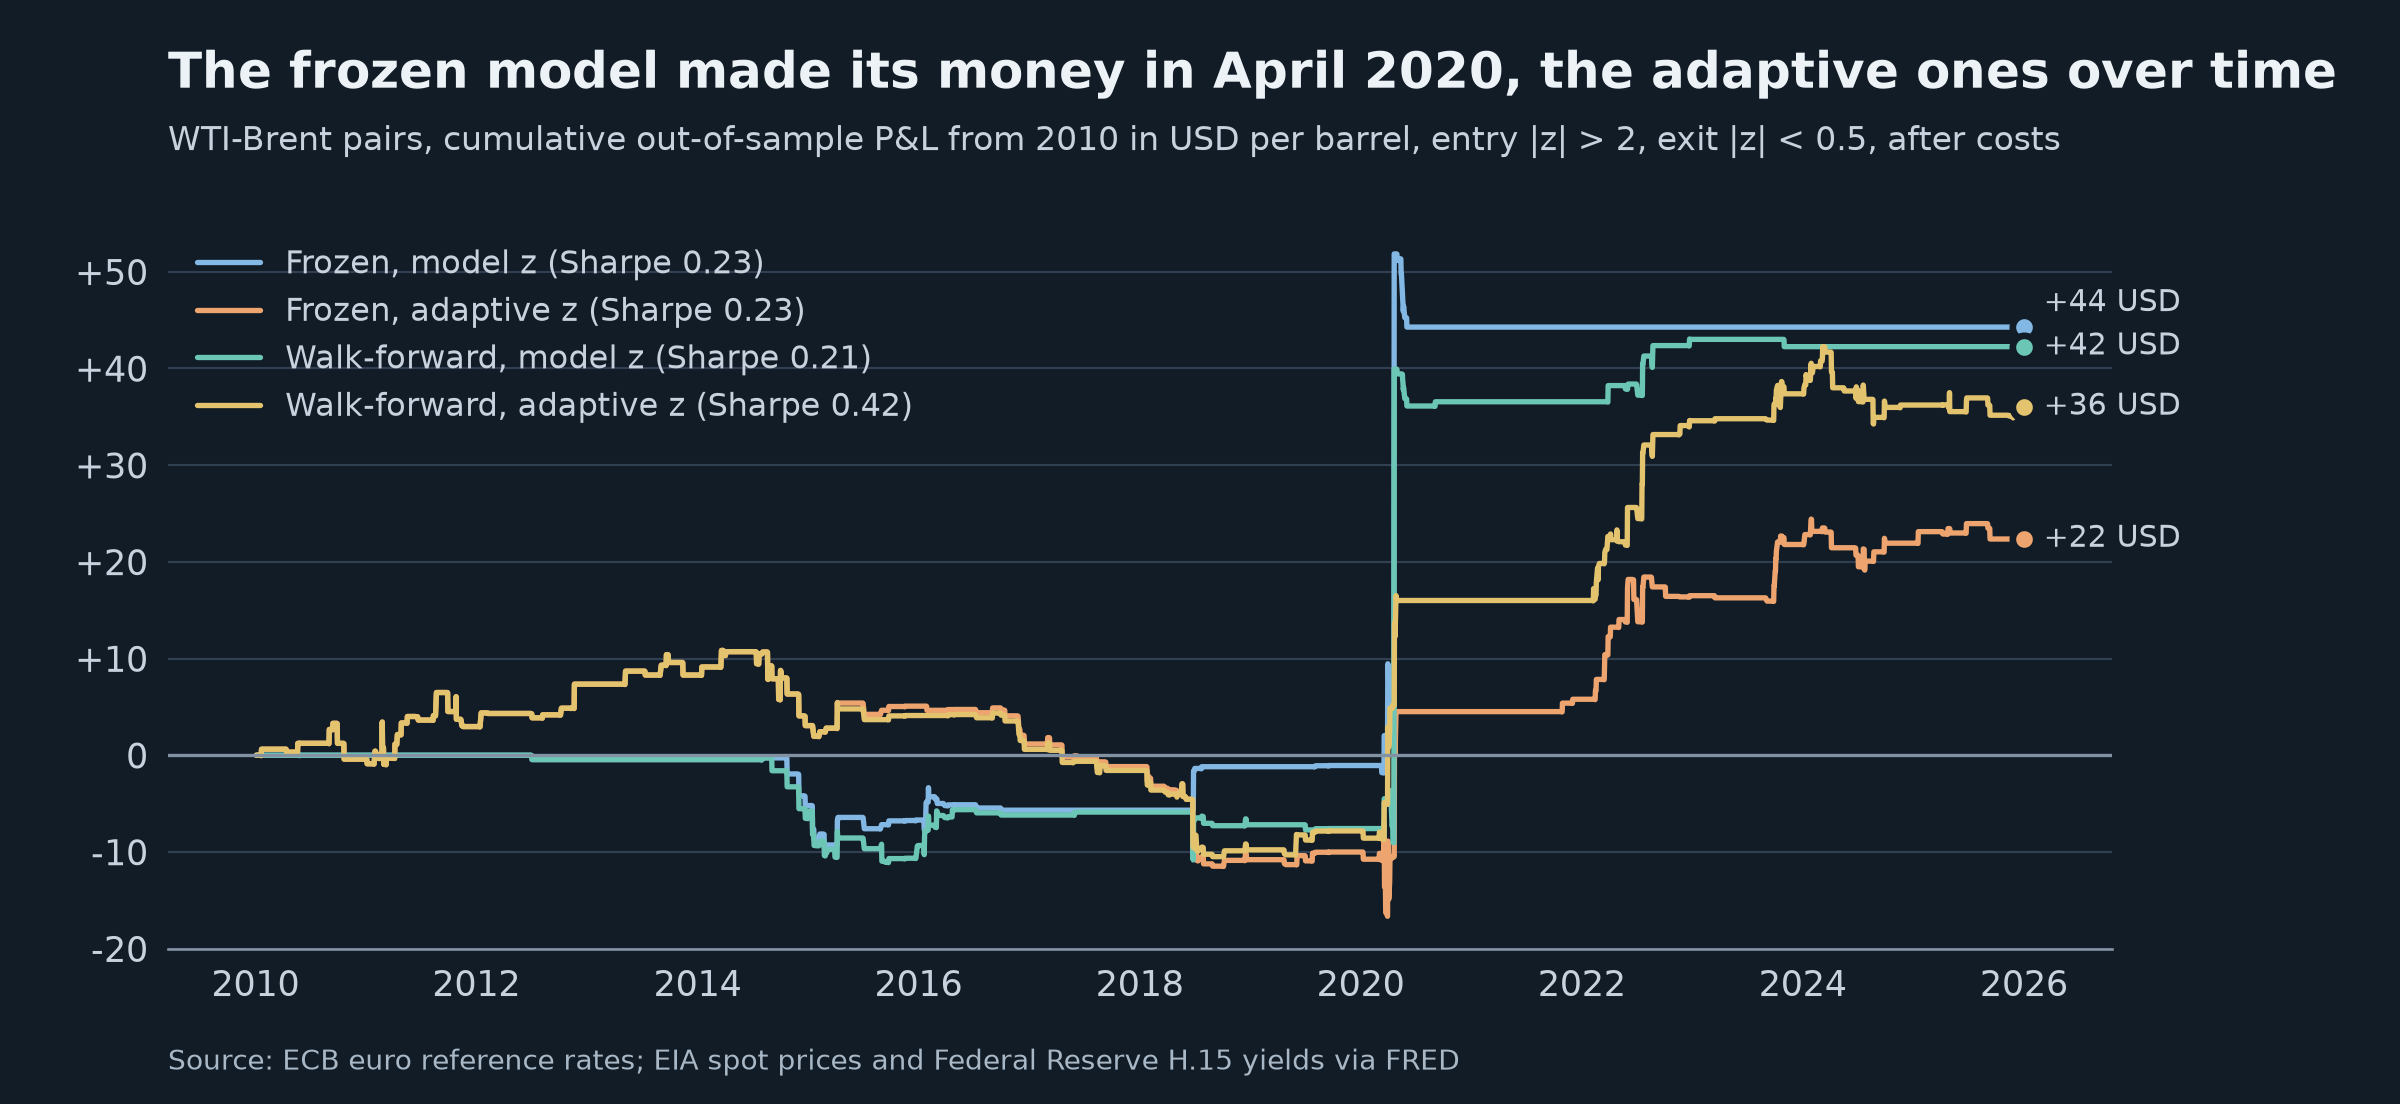 The frozen model made its money in April 2020, the adaptive ones over time
WTI-Brent pairs, cumulative out-of-sample P&L from 2010 in USD per barrel, entry |z| > 2, exit |z| < 0.5, after costs
Frozen, model z (Sharpe 0.23)
Frozen, adaptive z (Sharpe 0.23)
Walk-forward, model z (Sharpe 0.21)
Walk-forward, adaptive z (Sharpe 0.42)
+50
+40
+30
+20
+10
0
-10
-20
+44 USD
+42 USD
+36 USD
+22 USD
2010 2012 2014 2016 2018 2020 2022 2024 2026
Source: ECB euro reference rates; EIA spot prices and Federal Reserve H.15 yields via FRED